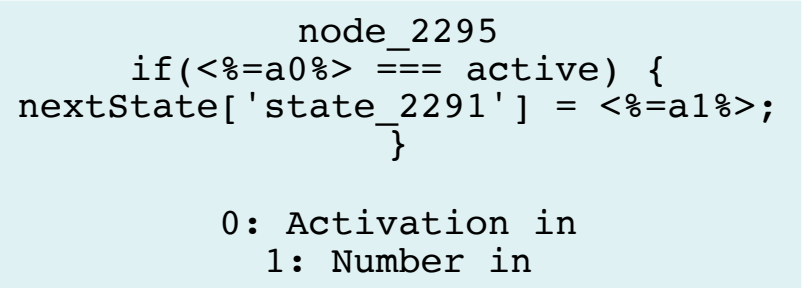 node_2295
if(<%=a0%> === active) {
nextState['state_2291'] = <%=a1%>;
}
0: Activation in
1: Number in